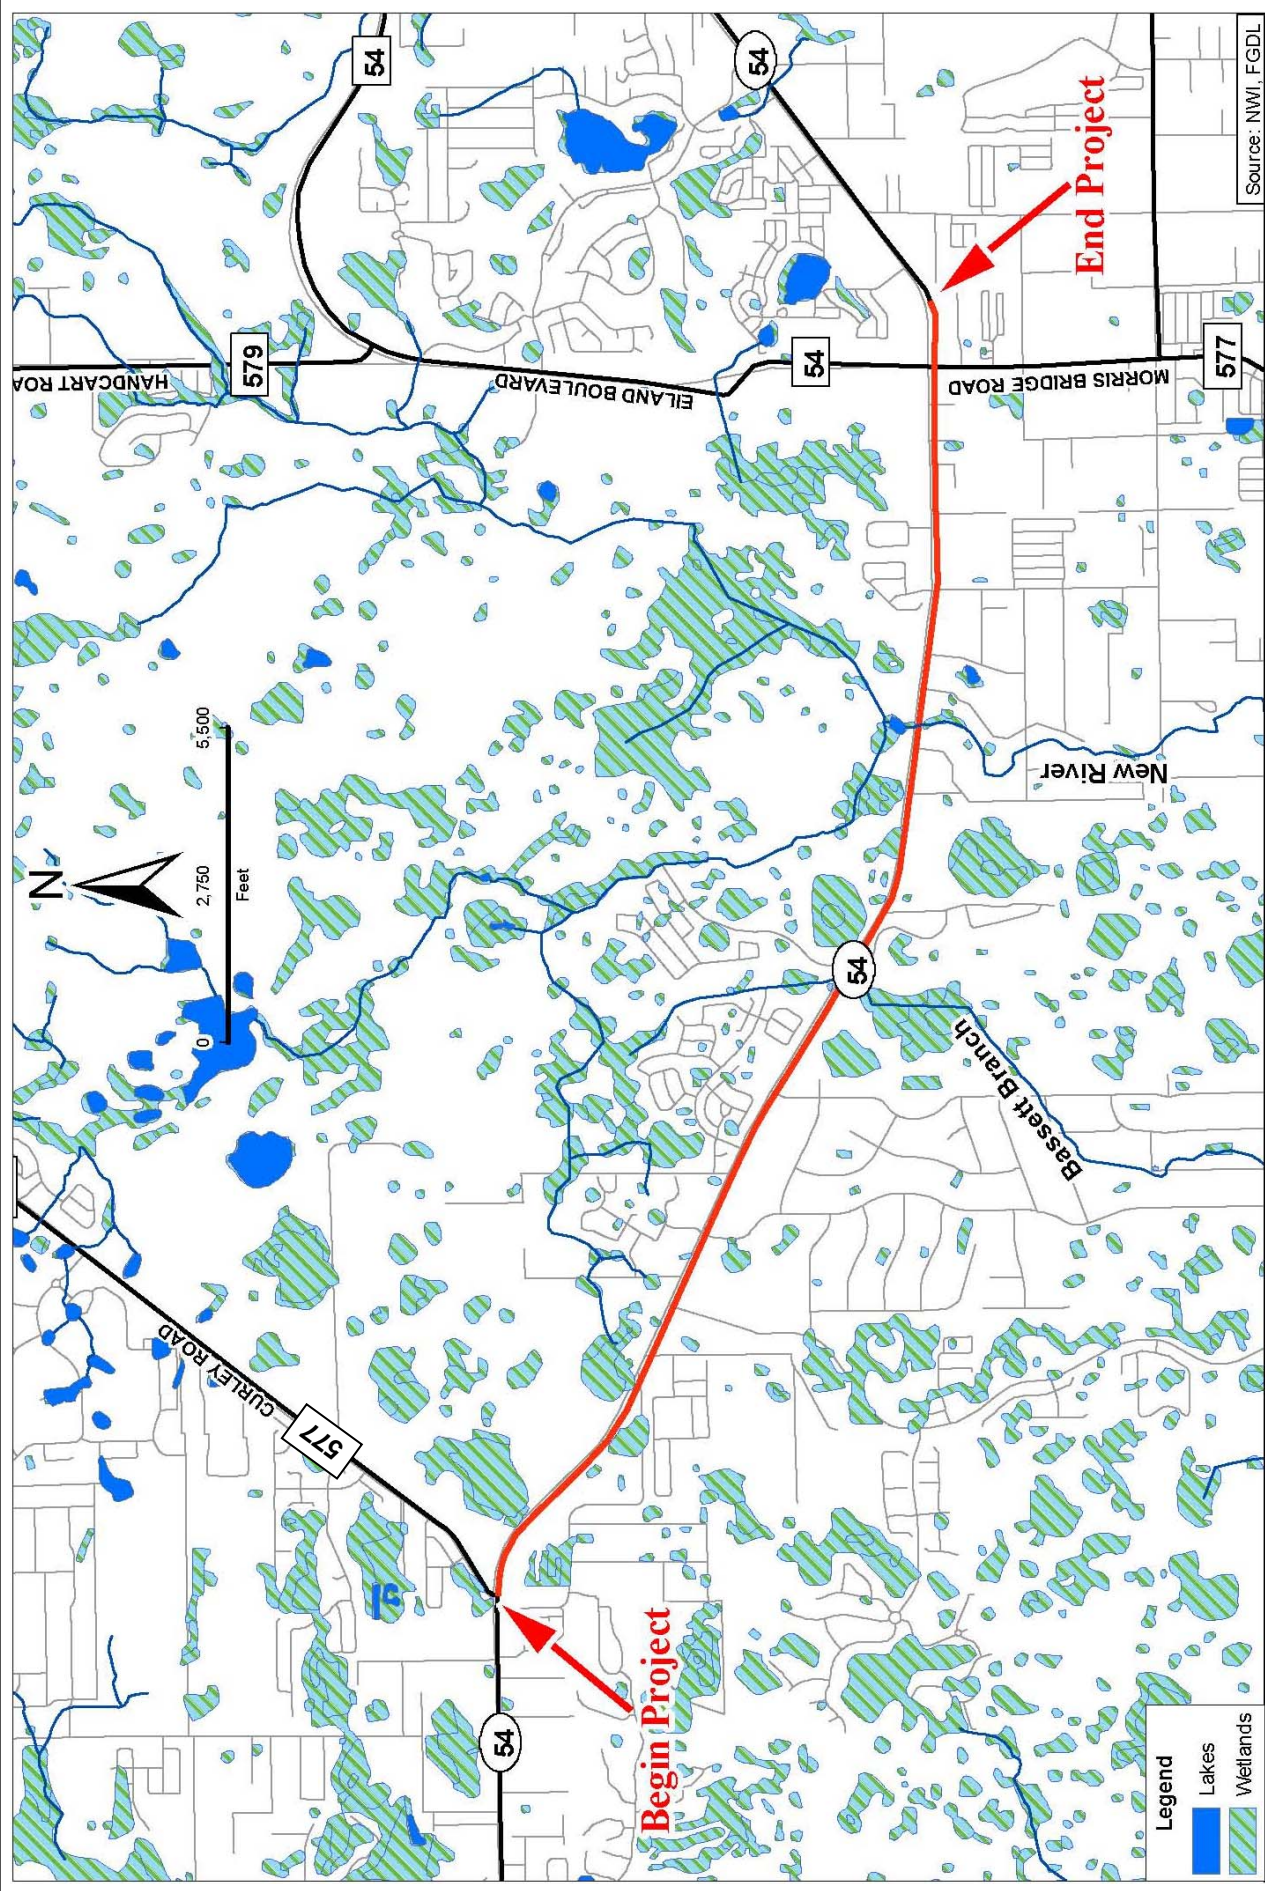 54
54
579
HANDCART ROA
N
0
2,750
5,500
Feet
EILAND BOULEVARD
54
MORRIS BRIDGE ROAD
577
End Project
CURLEY ROAD
577
54
New River
Bassett Branch
54
Begin Project
Legend
Lakes
Wetlands
Source: NWI, FGDL